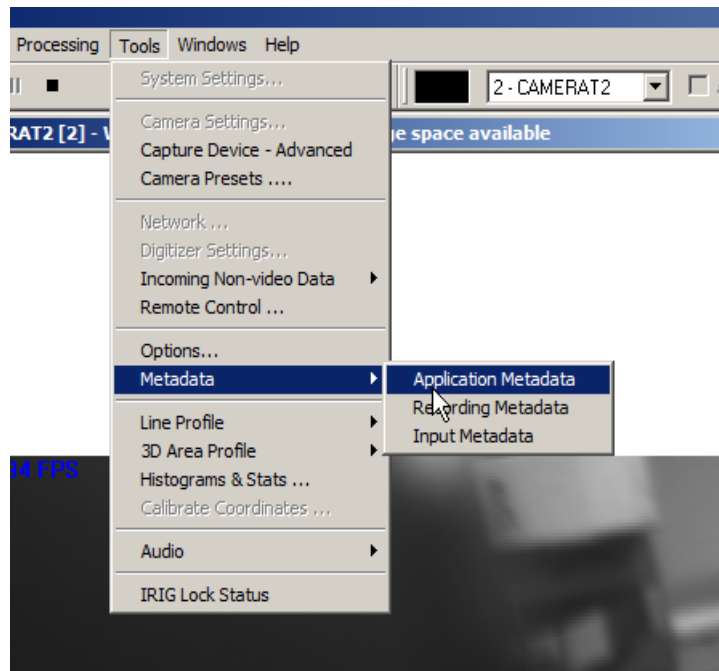 Processing Tools Windows Help
System Settings...
2 - CAMERAT2
Camera Settings...
RAT2 [2] - ge space available
Capture Device - Advanced
Camera Presets ....
Network ...
Digitizer Settings...
Incoming Non-video Data
Remote Control ...
Options...
Metadata
Application Metadata
Recording Metadata
Input Metadata
Line Profile
3D Area Profile
94 FPS
Histograms & Stats ...
Calibrate Coordinates ...
Audio
IRIG Lock Status